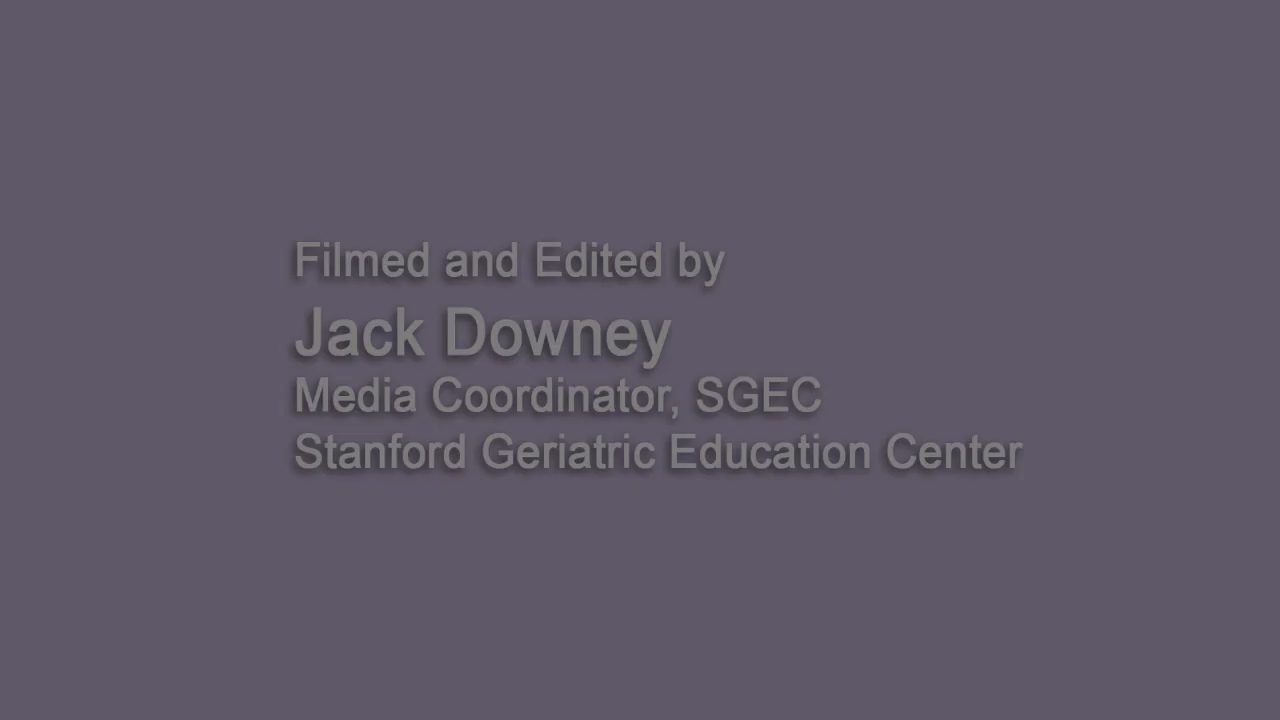 Filmed and Edited by
Jack Downey
Media Coordinator, SGEC
Stanford Geriatric Education Center